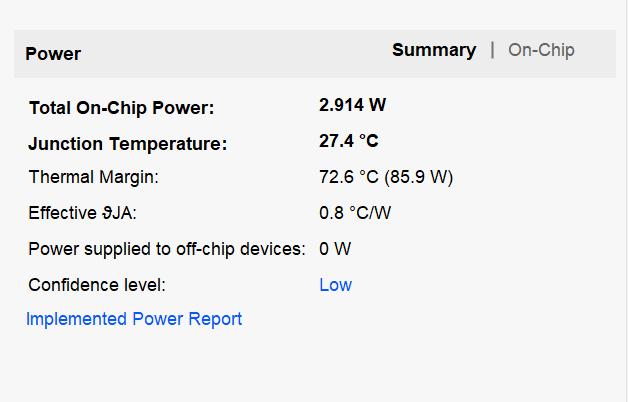 Power Summary | On-Chip
Total On-Chip Power: 2.914 W
Junction Temperature: 27.4 °C
Thermal Margin: 72.6 °C (85.9 W)
Effective ϑJA: 0.8 °C/W
Power supplied to off-chip devices: 0 W
Confidence level: Low
Implemented Power Report